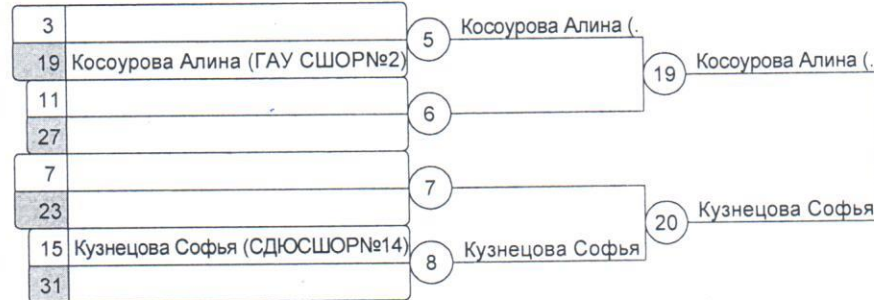 3
5 Косоурова Алина (.
19 Косоурова Алина (ГАУ СШОР№2)
19 Косоурова Алина (.
11
6
27
7
7
23
20 Кузнецова Софья
15 Кузнецова Софья (СДЮСШОР№14)
8 Кузнецова Софья
31